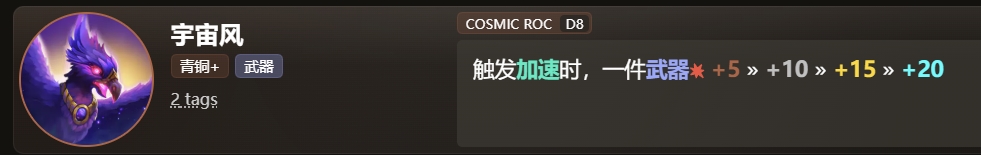 宇宙风
青铜+ 武器
2 tags
COSMIC ROC D8
触发加速时，一件武器 +5 » +10 » +15 » +20